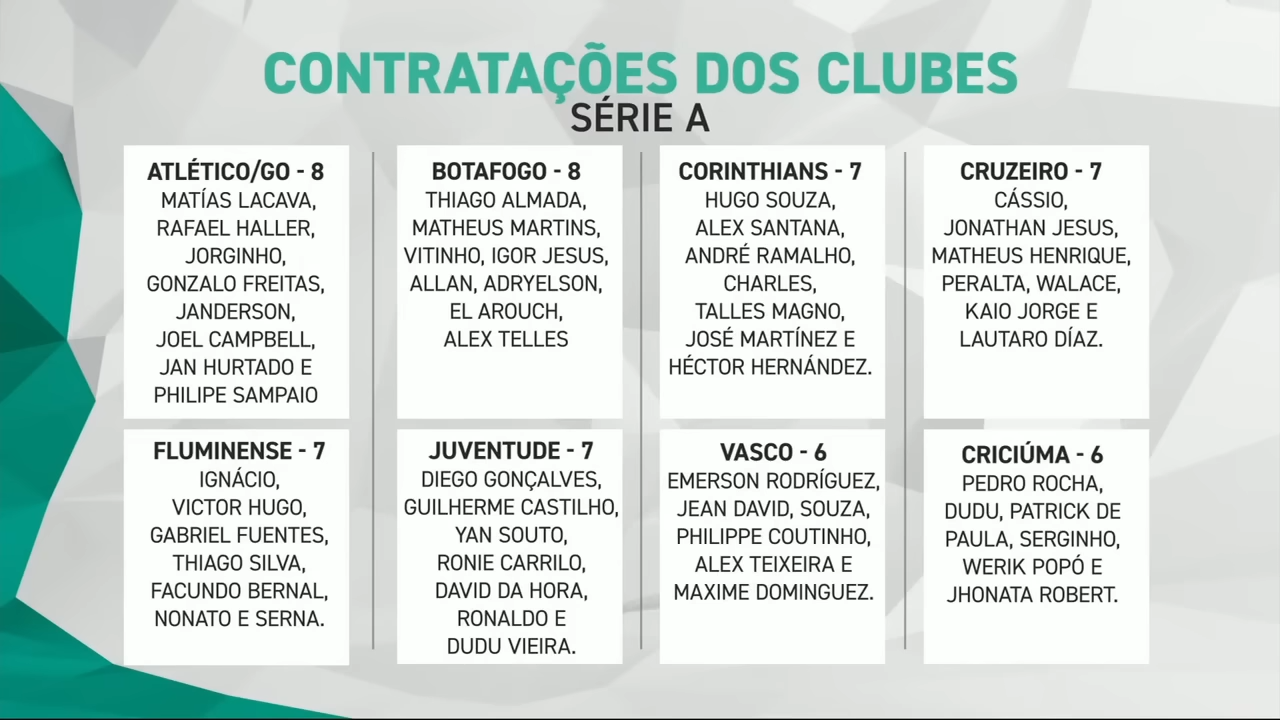 CONTRATAÇÕES DOS CLUBES
SÉRIE A
ATLÉTICO/GO - 8
MATÍAS LACAVA,
RAFAEL HALLER,
JORGINHO,
GONZALO FREITAS,
JANDERSON,
JOEL CAMPBELL,
JAN HURTADO E
PHILIPE SAMPAIO
BOTAFOGO - 8
THIAGO ALMADA,
MATHEUS MARTINS,
VITINHO, IGOR JESUS,
ALLAN, ADRYELSON,
EL AROUCH,
ALEX TELLES
CORINTHIANS - 7
HUGO SOUZA,
ALEX SANTANA,
ANDRÉ RAMALHO,
CHARLES,
TALLES MAGNO,
JOSÉ MARTÍNEZ E
HÉCTOR HERNÁNDEZ.
CRUZEIRO - 7
CÁSSIO,
JONATHAN JESUS,
MATHEUS HENRIQUE,
PERALTA, WALACE,
KAIO JORGE E
LAUTARO DÍAZ.
FLUMINENSE - 7
IGNÁCIO,
VICTOR HUGO,
GABRIEL FUENTES,
THIAGO SILVA,
FACUNDO BERNAL,
NONATO E SERNA.
JUVENTUDE - 7
DIEGO GONÇALVES,
GUILHERME CASTILHO,
YAN SOUTO,
RONIE CARRILO,
DAVID DA HORA,
RONALDO E
DUDU VIEIRA.
VASCO - 6
EMERSON RODRÍGUEZ,
JEAN DAVID, SOUZA,
PHILIPPE COUTINHO,
ALEX TEIXEIRA E
MAXIME DOMINGUEZ.
CRICIÚMA - 6
PEDRO ROCHA,
DUDU, PATRICK DE
PAULA, SERGINHO,
WERIK POPÓ E
JHONATA ROBERT.